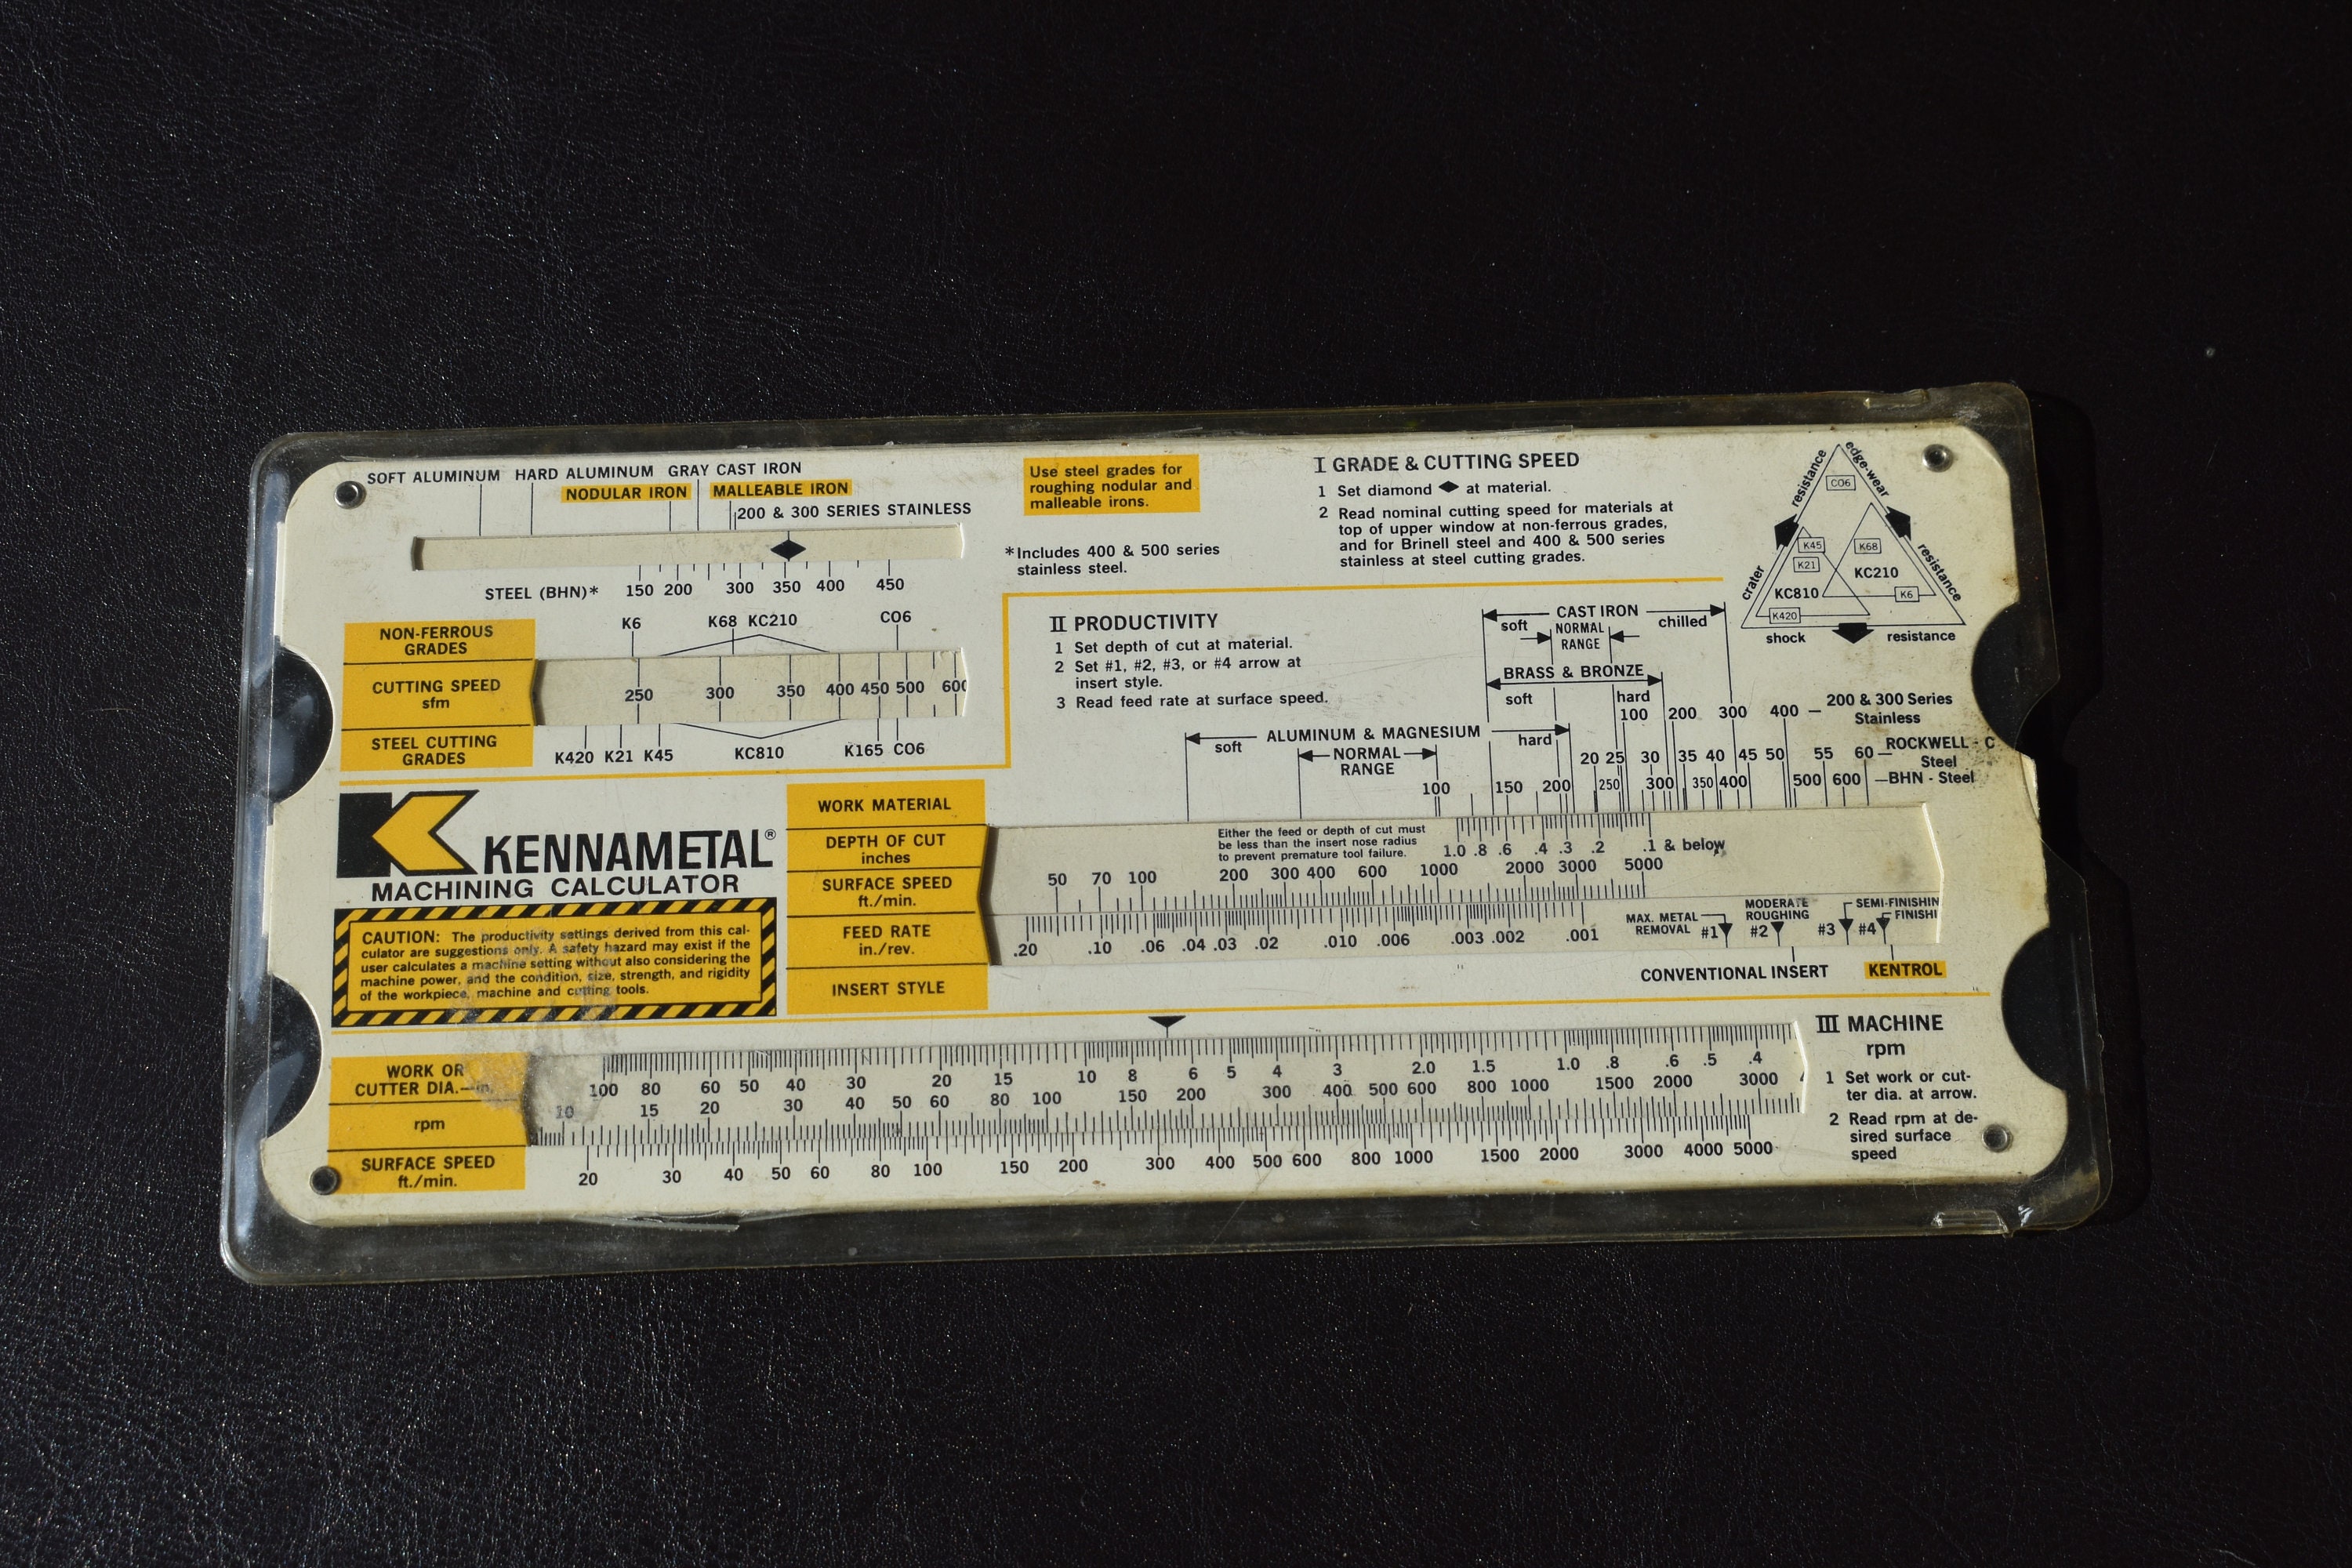 SOFT ALUMINUM HARD ALUMINUM GRAY CAST IRON
NODULAR IRON MALLEABLE IRON
200 & 300 SERIES STAINLESS
STEEL (BHN)* 150 200 300 350 400 450
Use steel grades for
roughing nodular and
malleable irons.
*Includes 400 & 500 series
stainless steel.
I GRADE & CUTTING SPEED
1 Set diamond ◆ at material.
2 Read nominal cutting speed for materials at
top of upper window at non-ferrous grades,
and for Brinell steel and 400 & 500 series
stainless at steel cutting grades.
crater resistance
edge-wear resistance
shock resistance
CO6
K45
K21
KC810
K420
K68
KC210
K6
NON-FERROUS
GRADES
K6 K68 KC210 CO6
CUTTING SPEED
sfm
250 300 350 400 450 500 600
STEEL CUTTING
GRADES
K420 K21 K45 KC810 K165 CO6
II PRODUCTIVITY
1 Set depth of cut at material.
2 Set #1, #2, #3, or #4 arrow at
insert style.
3 Read feed rate at surface speed.
CAST IRON
soft NORMAL RANGE chilled
BRASS & BRONZE
soft hard
ALUMINUM & MAGNESIUM
soft hard
NORMAL
RANGE
100 200 300 400 — 200 & 300 Series
Stainless
20 25 30 35 40 45 50 55 60 — ROCKWELL - C
Steel
100 150 200 250 300 350 400 500 600 — BHN - Steel
KENNAMETAL®
MACHINING CALCULATOR
CAUTION: The productivity settings derived from this cal-
culator are suggestions only. A safety hazard may exist if the
user calculates a machine setting without also considering the
machine power, and the condition, size, strength, and rigidity
of the workpiece, machine and cutting tools.
WORK MATERIAL
DEPTH OF CUT
inches
Either the feed or depth of cut must
be less than the insert nose radius
to prevent premature tool failure.
1.0 .8 .6 .4 .3 .2 .1 & below
SURFACE SPEED
ft./min.
50 70 100 200 300 400 600 1000 2000 3000 5000
FEED RATE
in./rev.
.20 .10 .06 .04 .03 .02 .010 .006 .003 .002 .001
MAX. METAL
REMOVAL #1
MODERATE
ROUGHING
#2
#3 SEMI-FINISHIN
#4 FINISHI
INSERT STYLE
CONVENTIONAL INSERT KENTROL
III MACHINE
rpm
1 Set work or cut-
ter dia. at arrow.
2 Read rpm at de-
sired surface
speed
WORK OR
CUTTER DIA.—in.
100 80 60 50 40 30 20 15 10 8 6 5 4 3 2.0 1.5 1.0 .8 .6 .5 .4
rpm
10 15 20 30 40 50 60 80 100 150 200 300 400 500 600 800 1000 1500 2000 3000
SURFACE SPEED
ft./min.
20 30 40 50 60 80 100 150 200 300 400 500 600 800 1000 1500 2000 3000 4000 5000